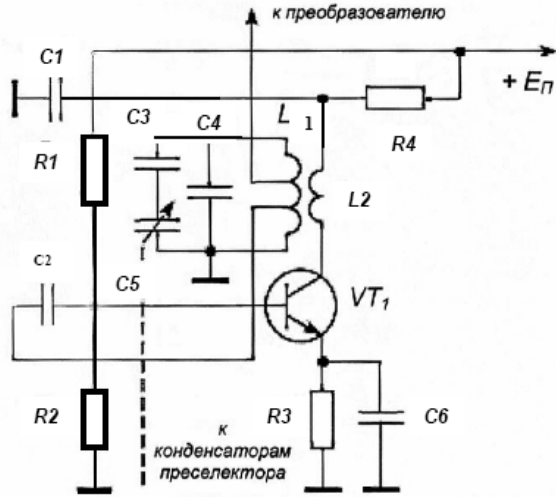 к преобразователю
C1
+ Eп
C3
C4
L 1
R4
R1
L2
C2
C5
VT₁
R2
R3
C6
к
конденсаторам
преселектора